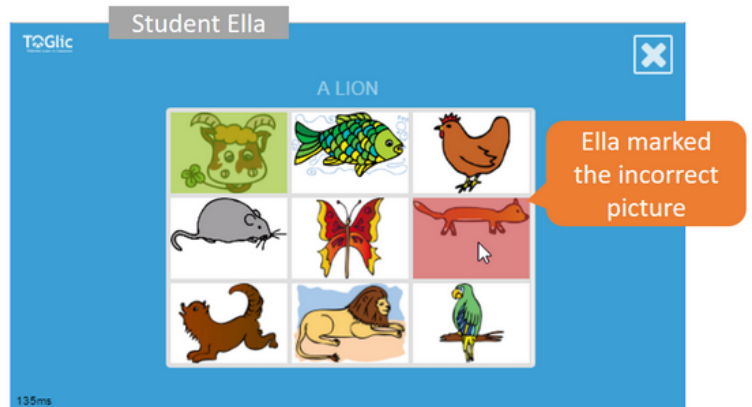 Student Ella
TOGlic
A LION
Ella marked
the incorrect
picture
135ms